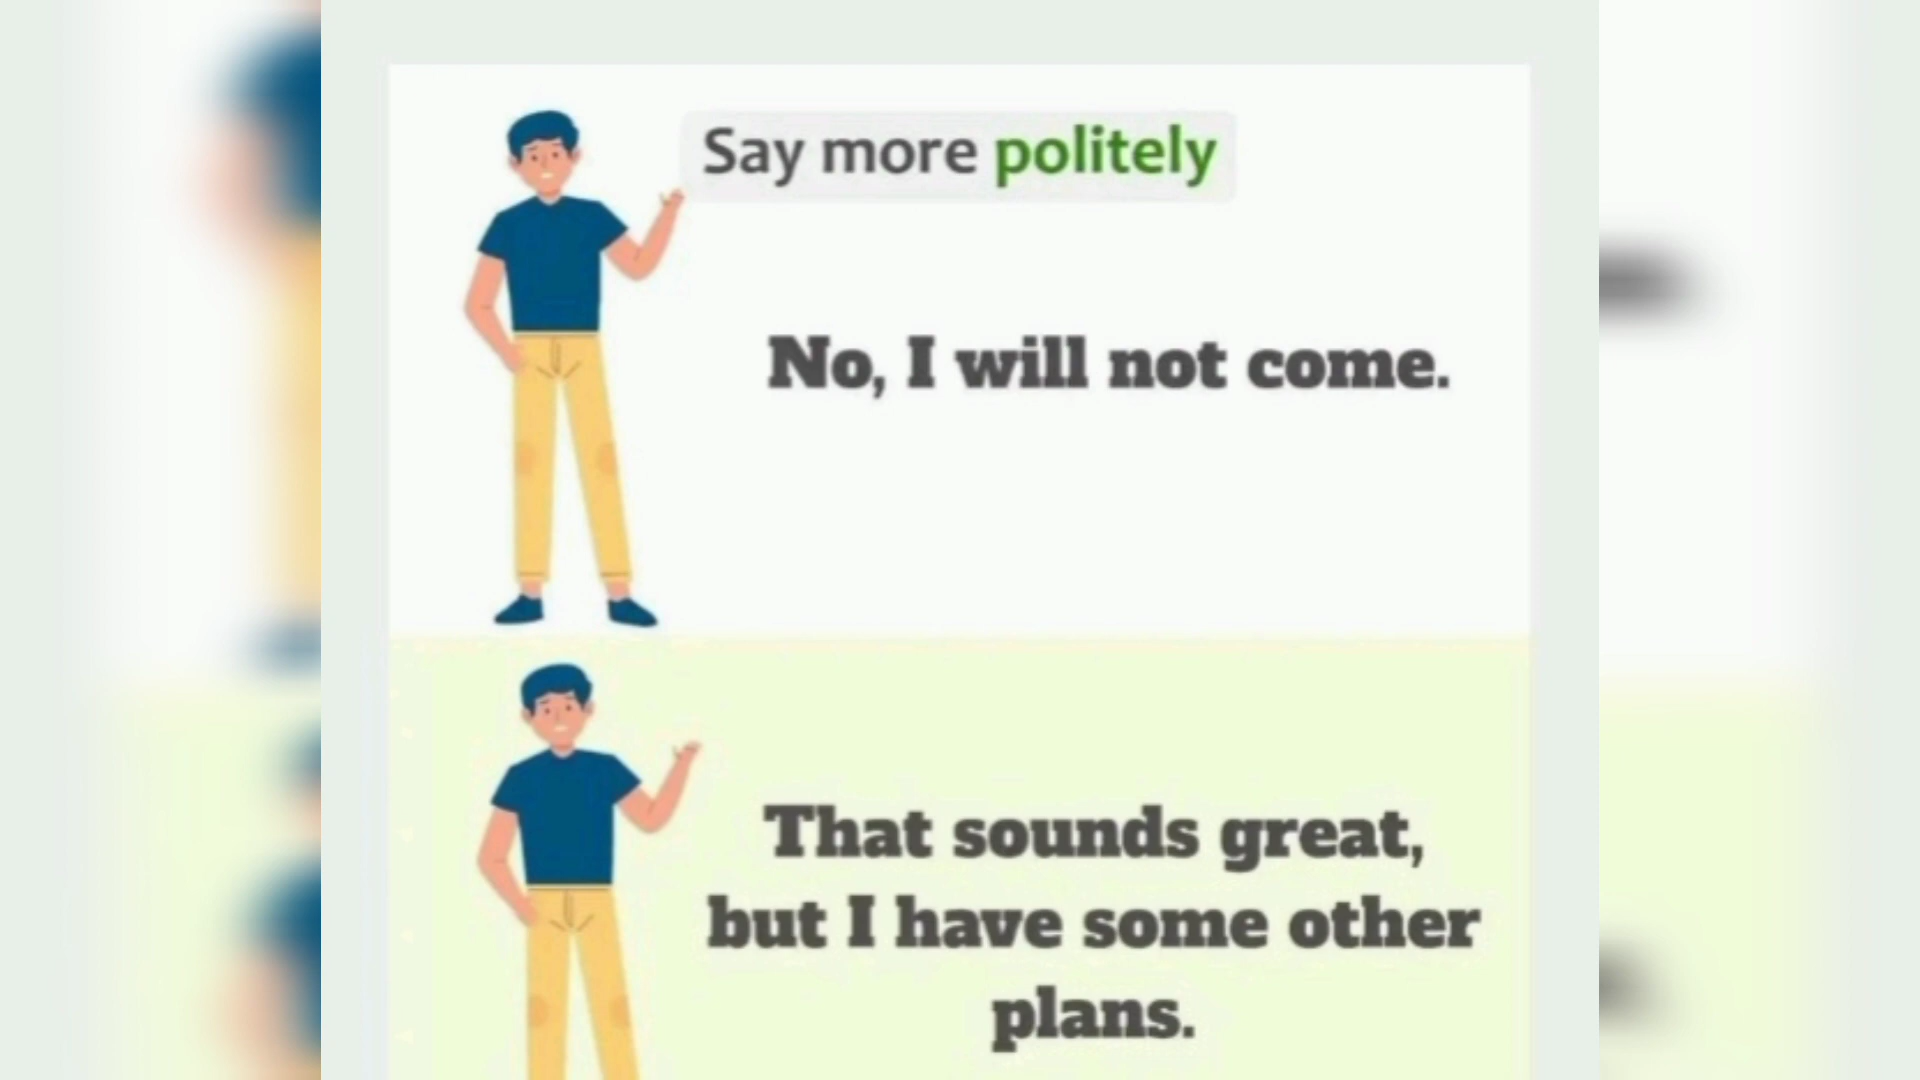 Say more politely
No, I will not come.
That sounds great,
but I have some other
plans.